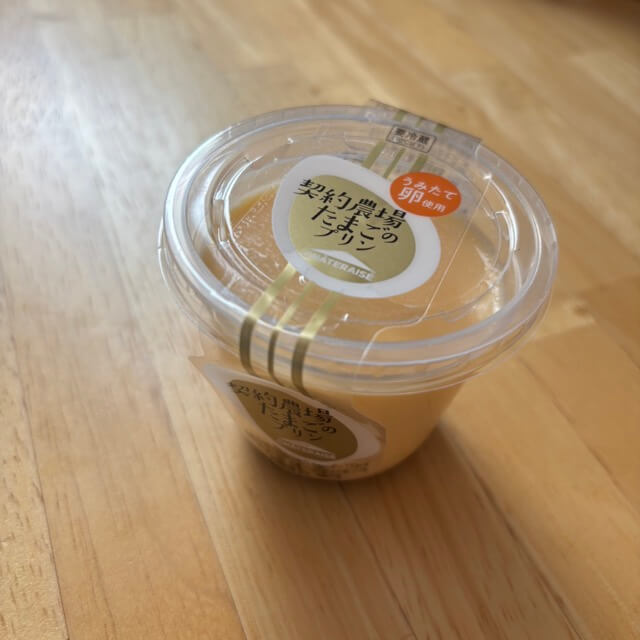 要冷蔵
うみたて
卵使用
契約農場
たまごの
プリン
契約農場
たまごの
プリン